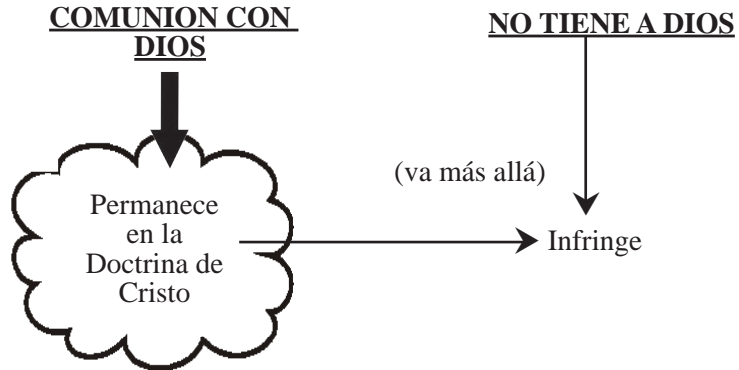 COMUNION CON
DIOS
NO TIENE A DIOS
(va más allá)
Permanece
en la
Doctrina de
Cristo
Infringe